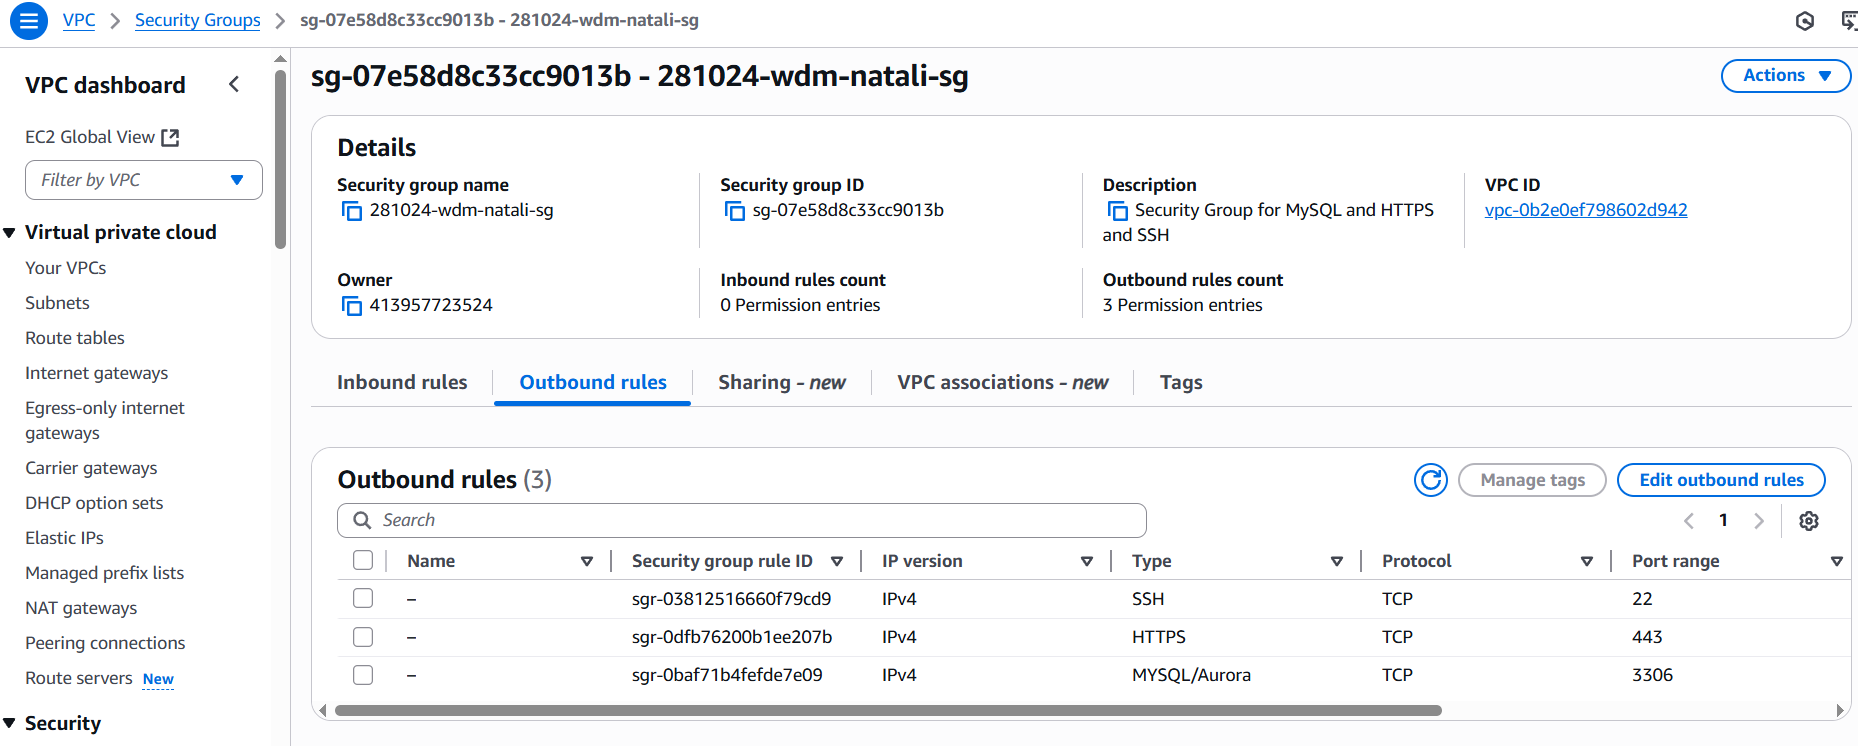 VPC > Security Groups > sg-07e58d8c33cc9013b - 281024-wdm-natali-sg
VPC dashboard
EC2 Global View
Filter by VPC
Virtual private cloud
Your VPCs
Subnets
Route tables
Internet gateways
Egress-only internet
gateways
Carrier gateways
DHCP option sets
Elastic IPs
Managed prefix lists
NAT gateways
Peering connections
Route servers New
Security
sg-07e58d8c33cc9013b - 281024-wdm-natali-sg
Actions
Details
Security group name
281024-wdm-natali-sg
Security group ID
sg-07e58d8c33cc9013b
Description
Security Group for MySQL and HTTPS
and SSH
VPC ID
vpc-0b2e0ef798602d942
Owner
413957723524
Inbound rules count
0 Permission entries
Outbound rules count
3 Permission entries
Inbound rules Outbound rules Sharing - new VPC associations - new Tags
Outbound rules (3)
Manage tags Edit outbound rules
Search
1
Name Security group rule ID IP version Type Protocol Port range
– sgr-03812516660f79cd9 IPv4 SSH TCP 22
– sgr-0dfb76200b1ee207b IPv4 HTTPS TCP 443
– sgr-0baf71b4fefde7e09 IPv4 MYSQL/Aurora TCP 3306